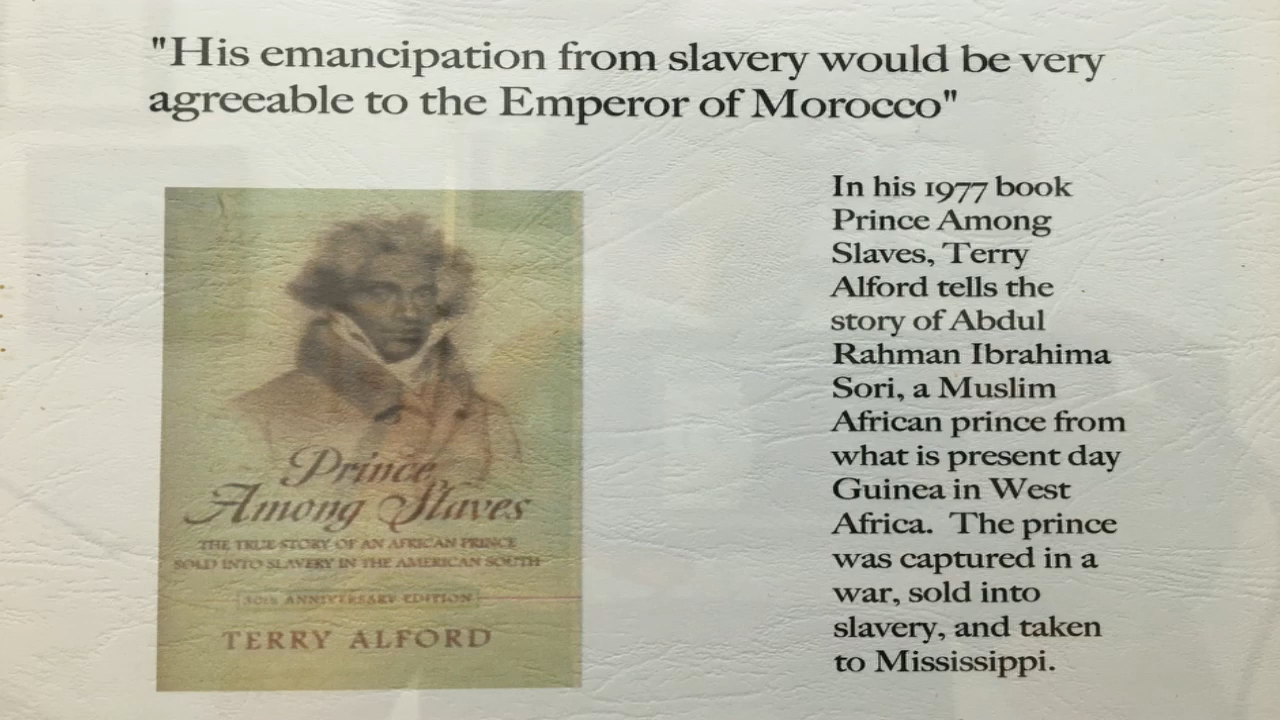 "His emancipation from slavery would be very
agreeable to the Emperor of Morocco"
Prince
Among Slaves
THE TRUE STORY OF AN AFRICAN PRINCE
SOLD INTO SLAVERY IN THE AMERICAN SOUTH
30th ANNIVERSARY EDITION
TERRY ALFORD
In his 1977 book
Prince Among
Slaves, Terry
Alford tells the
story of Abdul
Rahman Ibrahima
Sori, a Muslim
African prince from
what is present day
Guinea in West
Africa.  The prince
was captured in a
war, sold into
slavery, and taken
to Mississippi.